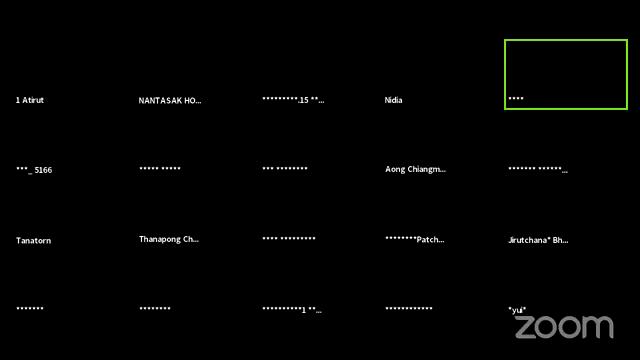 1 Atirut
NANTASAK HO...
*********.15 **...
Nidia
****
***_ 5166
***** *****
*** ********
Aong Chiangm...
******* ******...
Tanatorn
Thanapong Ch...
**** *********
********Patch...
Jirutchana* Bh...
*******
********
**********1 **...
************
*yui*
zoom